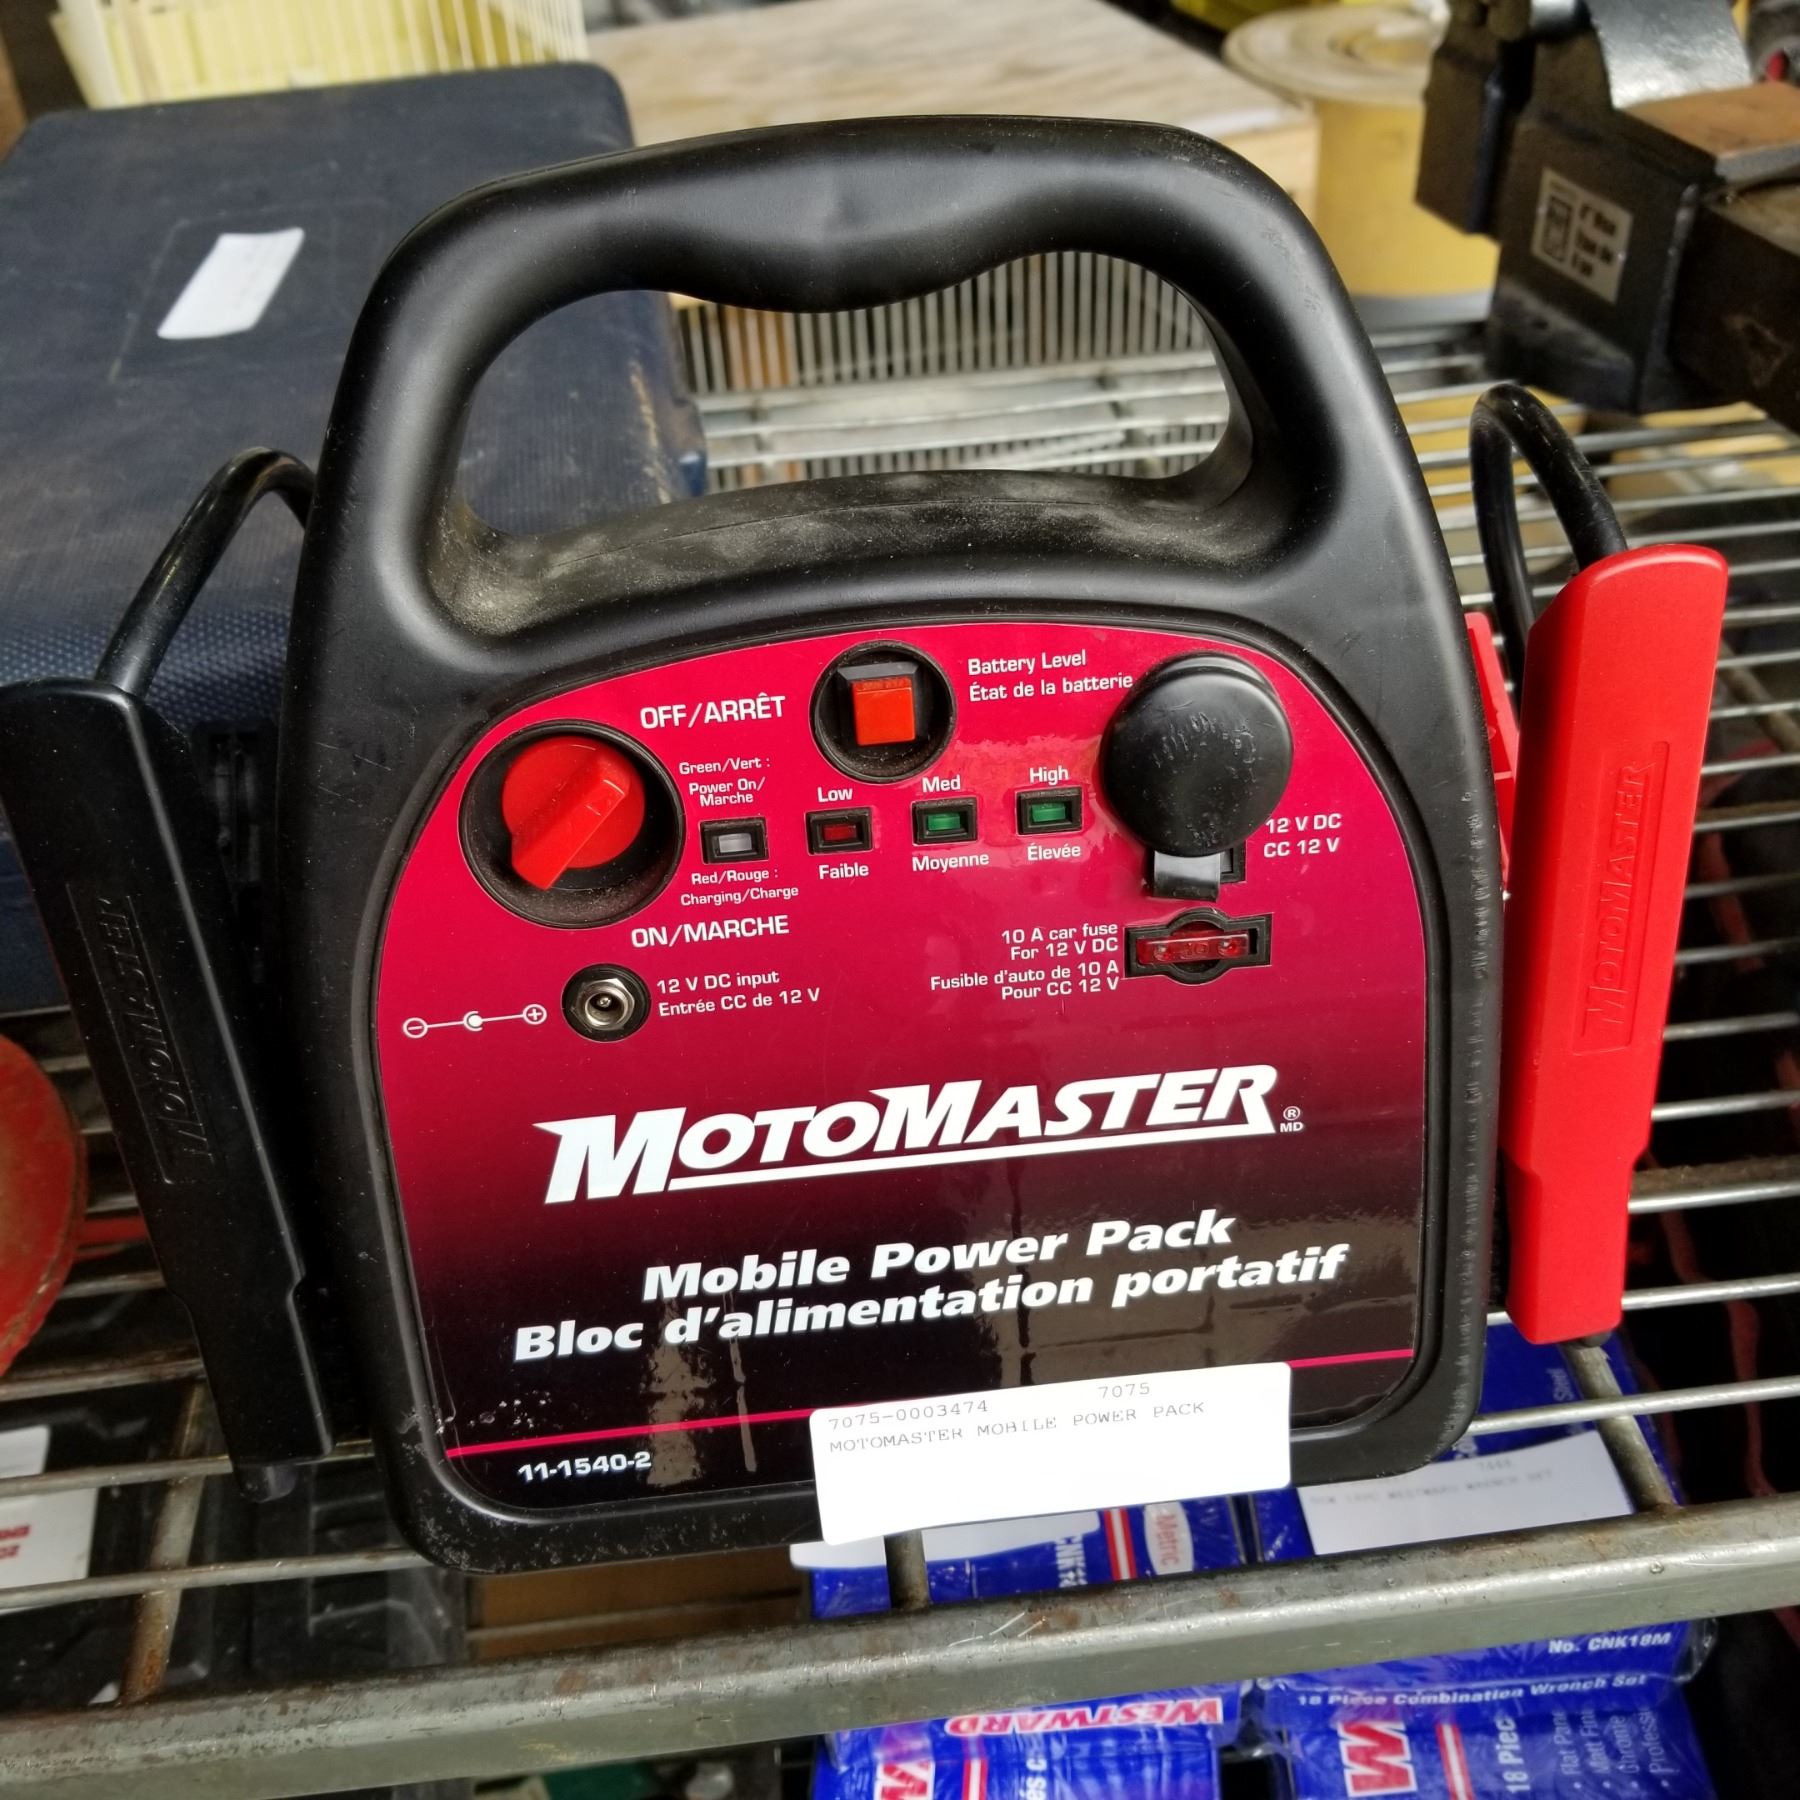 OFF/ARRÊT
Battery Level
État de la batterie
Green/Vert :
Power On/
Marche
Low
Med
High
Faible
Moyenne
Élevée
Red/Rouge :
Charging/Charge
ON/MARCHE
12 V DC
CC 12 V
10 A car fuse
For 12 V DC
Fusible d'auto de 10 A
Pour CC 12 V
12 V DC input
Entrée CC de 12 V
MOTOMASTER
MOTOMASTER
MOTOMASTER ® MD
Mobile Power Pack
Bloc d'alimentation portatif
11-1540-2
7075
7075-0003474
MOTOMASTER MOBILE POWER PACK
Metric
No. CNK18M
18 Piece Combination Wrench Set
WESTWARD
18 Piec